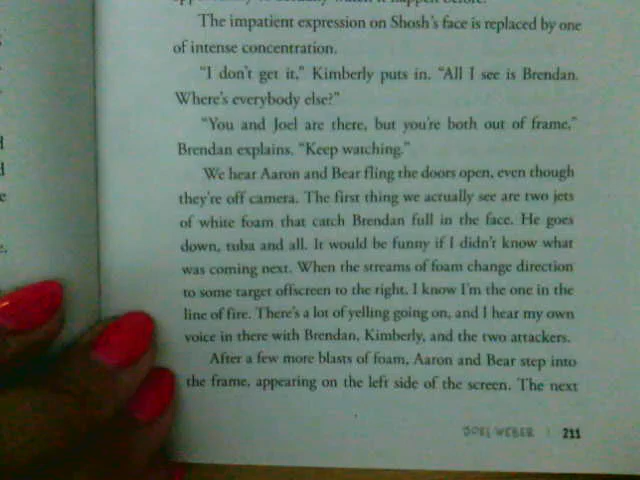 The impatient expression on Shosh's face is replaced by one
of intense concentration.
"I don't get it," Kimberly puts in. "All I see is Brendan.
Where's everybody else?"
"You and Joel are there, but you're both out of frame,"
Brendan explains. "Keep watching."
We hear Aaron and Bear fling the doors open, even though
they're off camera. The first thing we actually see are two jets
of white foam that catch Brendan full in the face. He goes
down, tuba and all. It would be funny if I didn't know what
was coming next. When the streams of foam change direction
to some target offscreen to the right, I know I'm the one in the
line of fire. There's a lot of yelling going on, and I hear my own
voice in there with Brendan, Kimberly, and the two attackers.
After a few more blasts of foam, Aaron and Bear step into
the frame, appearing on the left side of the screen. The next
JOEL WEBER | 211